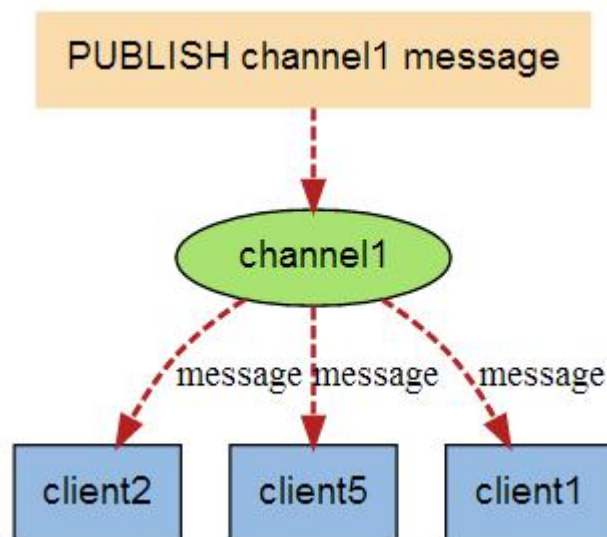 PUBLISH channel1 message
channel1
message message message
client2 client5 client1